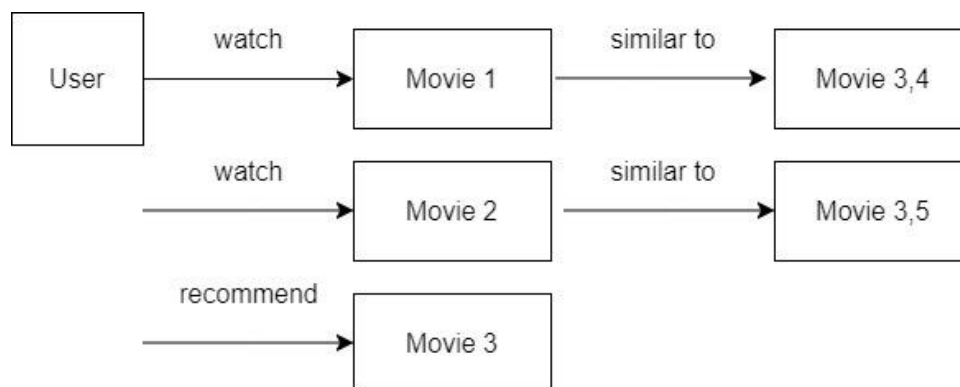 watch
similar to
User
Movie 1
Movie 3,4
watch
similar to
Movie 2
Movie 3,5
recommend
Movie 3